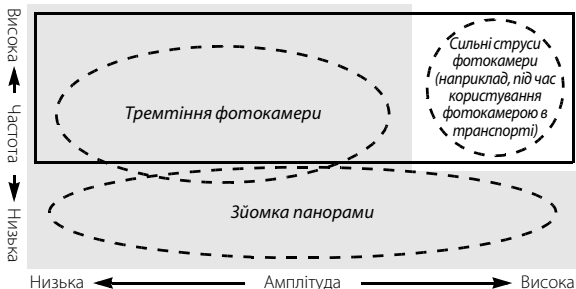 Висока
Частота
Низька
Тремтіння фотокамери
Сильні струси
фотокамери
(наприклад, під час
користування
фотокамерою в
транспорті)
Зйомка панорами
Низька
Амплітуда
Висока